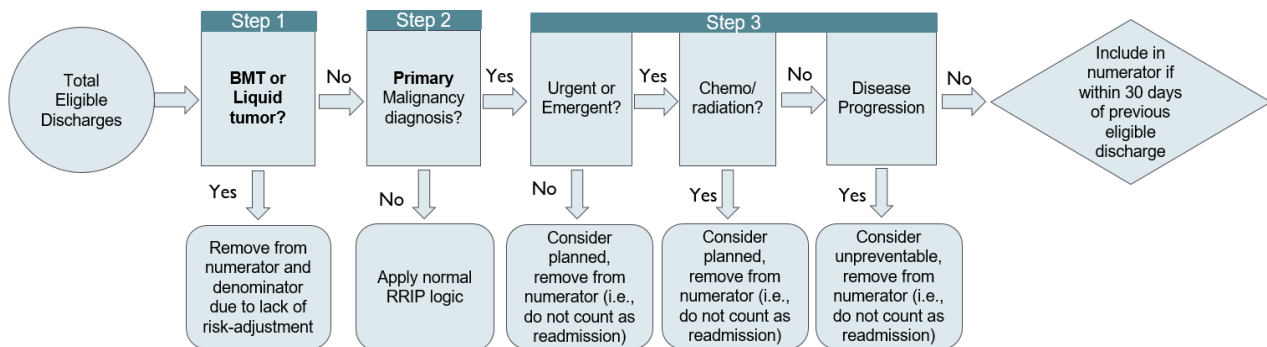 Step 1
Step 2
Step 3
Total
Eligible
Discharges
BMT or
Liquid
tumor?
No
Primary
Malignancy
diagnosis?
Yes
Urgent or
Emergent?
Yes
Chemo/
radiation?
No
Disease
Progression
No
Include in
numerator if
within 30 days
of previous
eligible
discharge
Yes
No
No
Yes
Yes
Remove from
numerator and
denominator
due to lack of
risk-adjustment
Apply normal
RRIP logic
Consider
planned,
remove from
numerator (i.e.,
do not count as
readmission)
Consider
planned,
remove from
numerator (i.e.,
do not count as
readmission)
Consider
unpreventable,
remove from
numerator (i.e.,
do not count as
readmission)